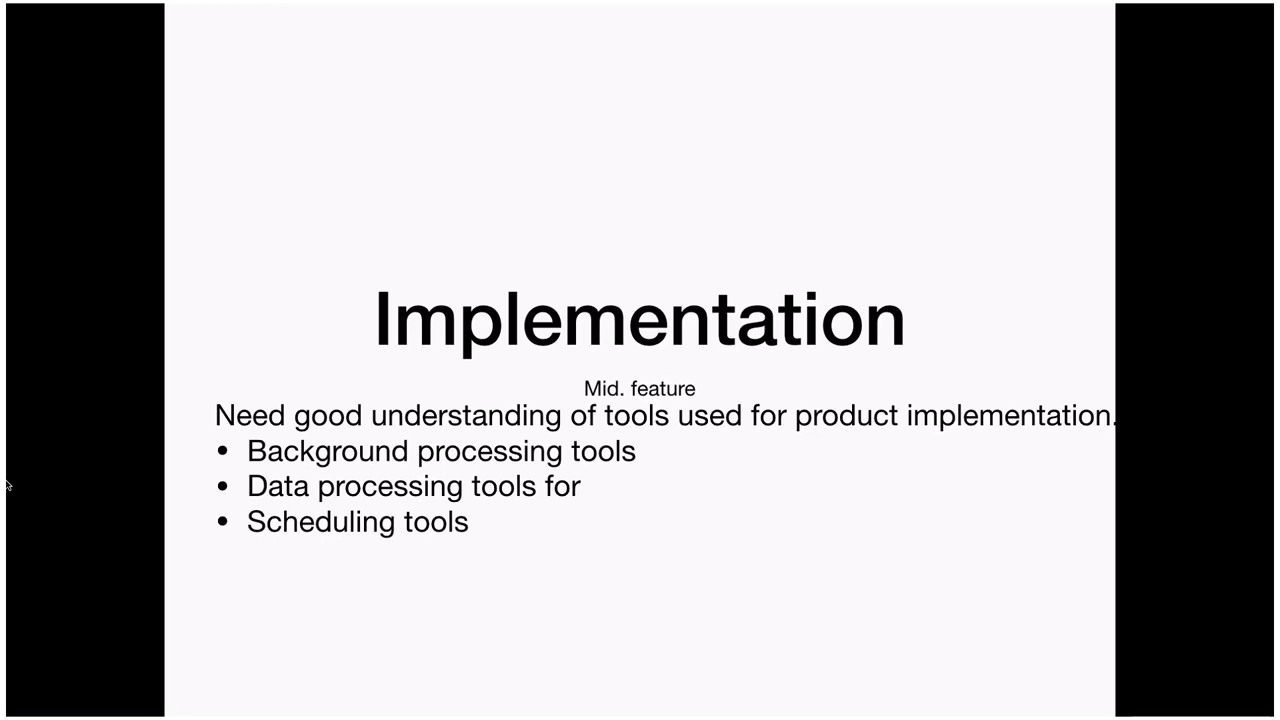 Implementation
Mid. feature
Need good understanding of tools used for product implementation.
• Background processing tools
• Data processing tools for
• Scheduling tools